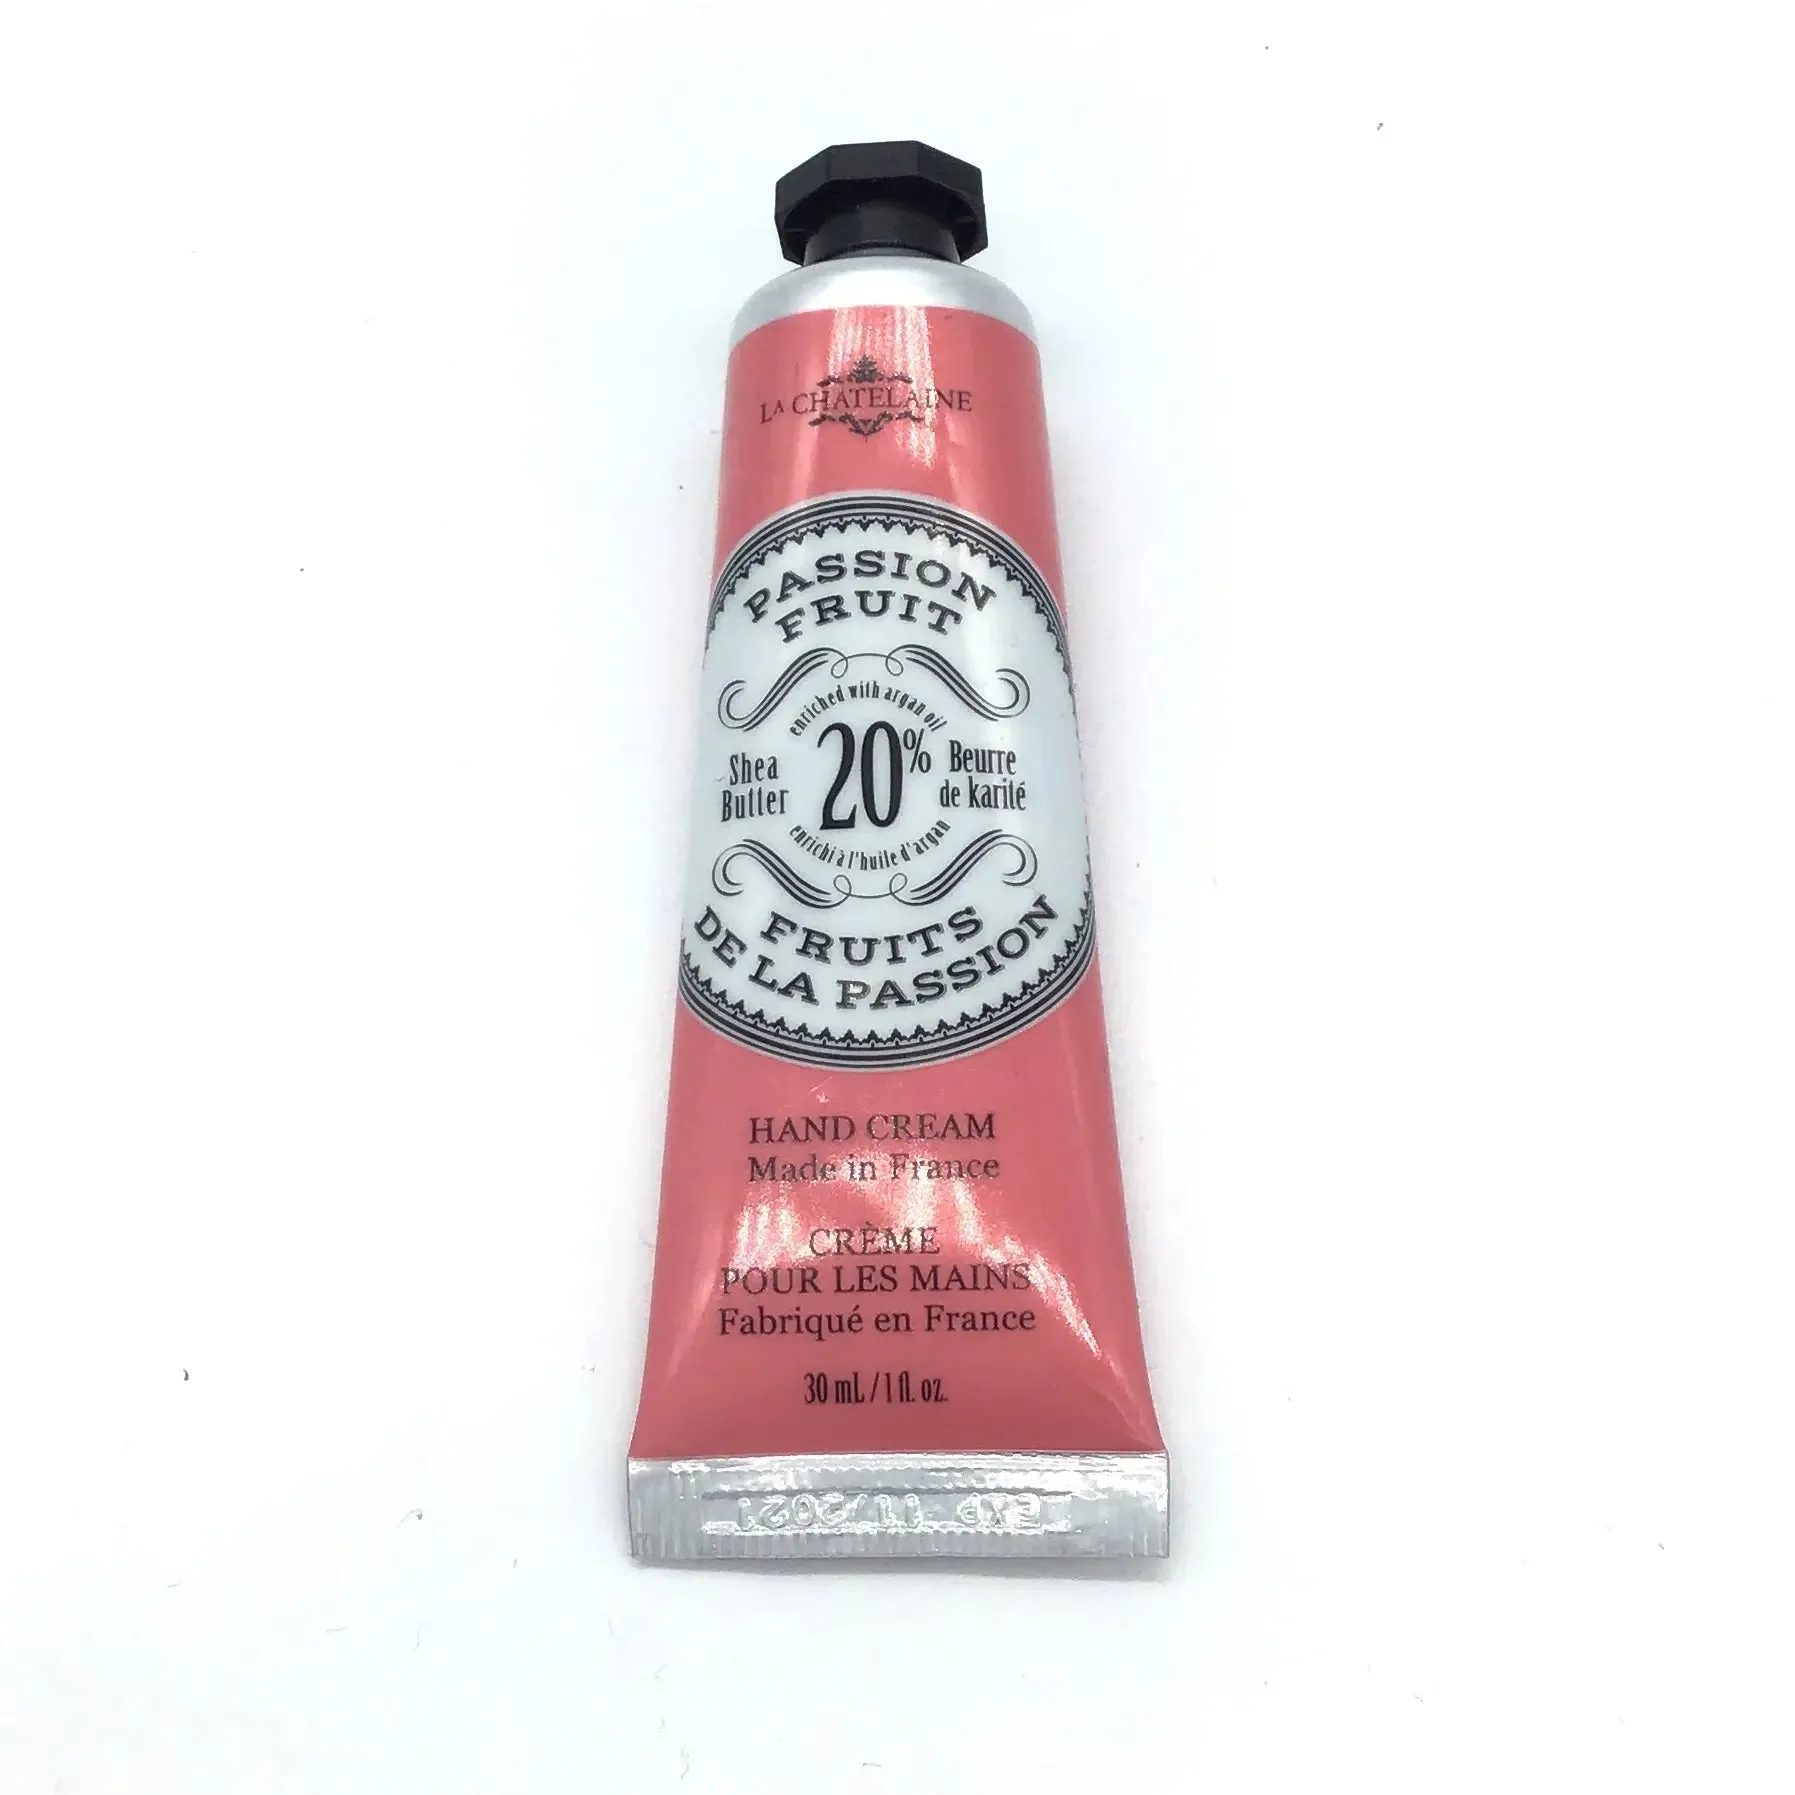 LA CHATELAINE
PASSION
FRUIT
enriched with argan oil
Shea
Butter
20%
Beurre
de karité
enrichi à l'huile d'argan
FRUITS
DE LA PASSION
HAND CREAM
Made in France
CRÈME
POUR LES MAINS
Fabriqué en France
30 mL / 1 fl. oz.
EXP 11/2021